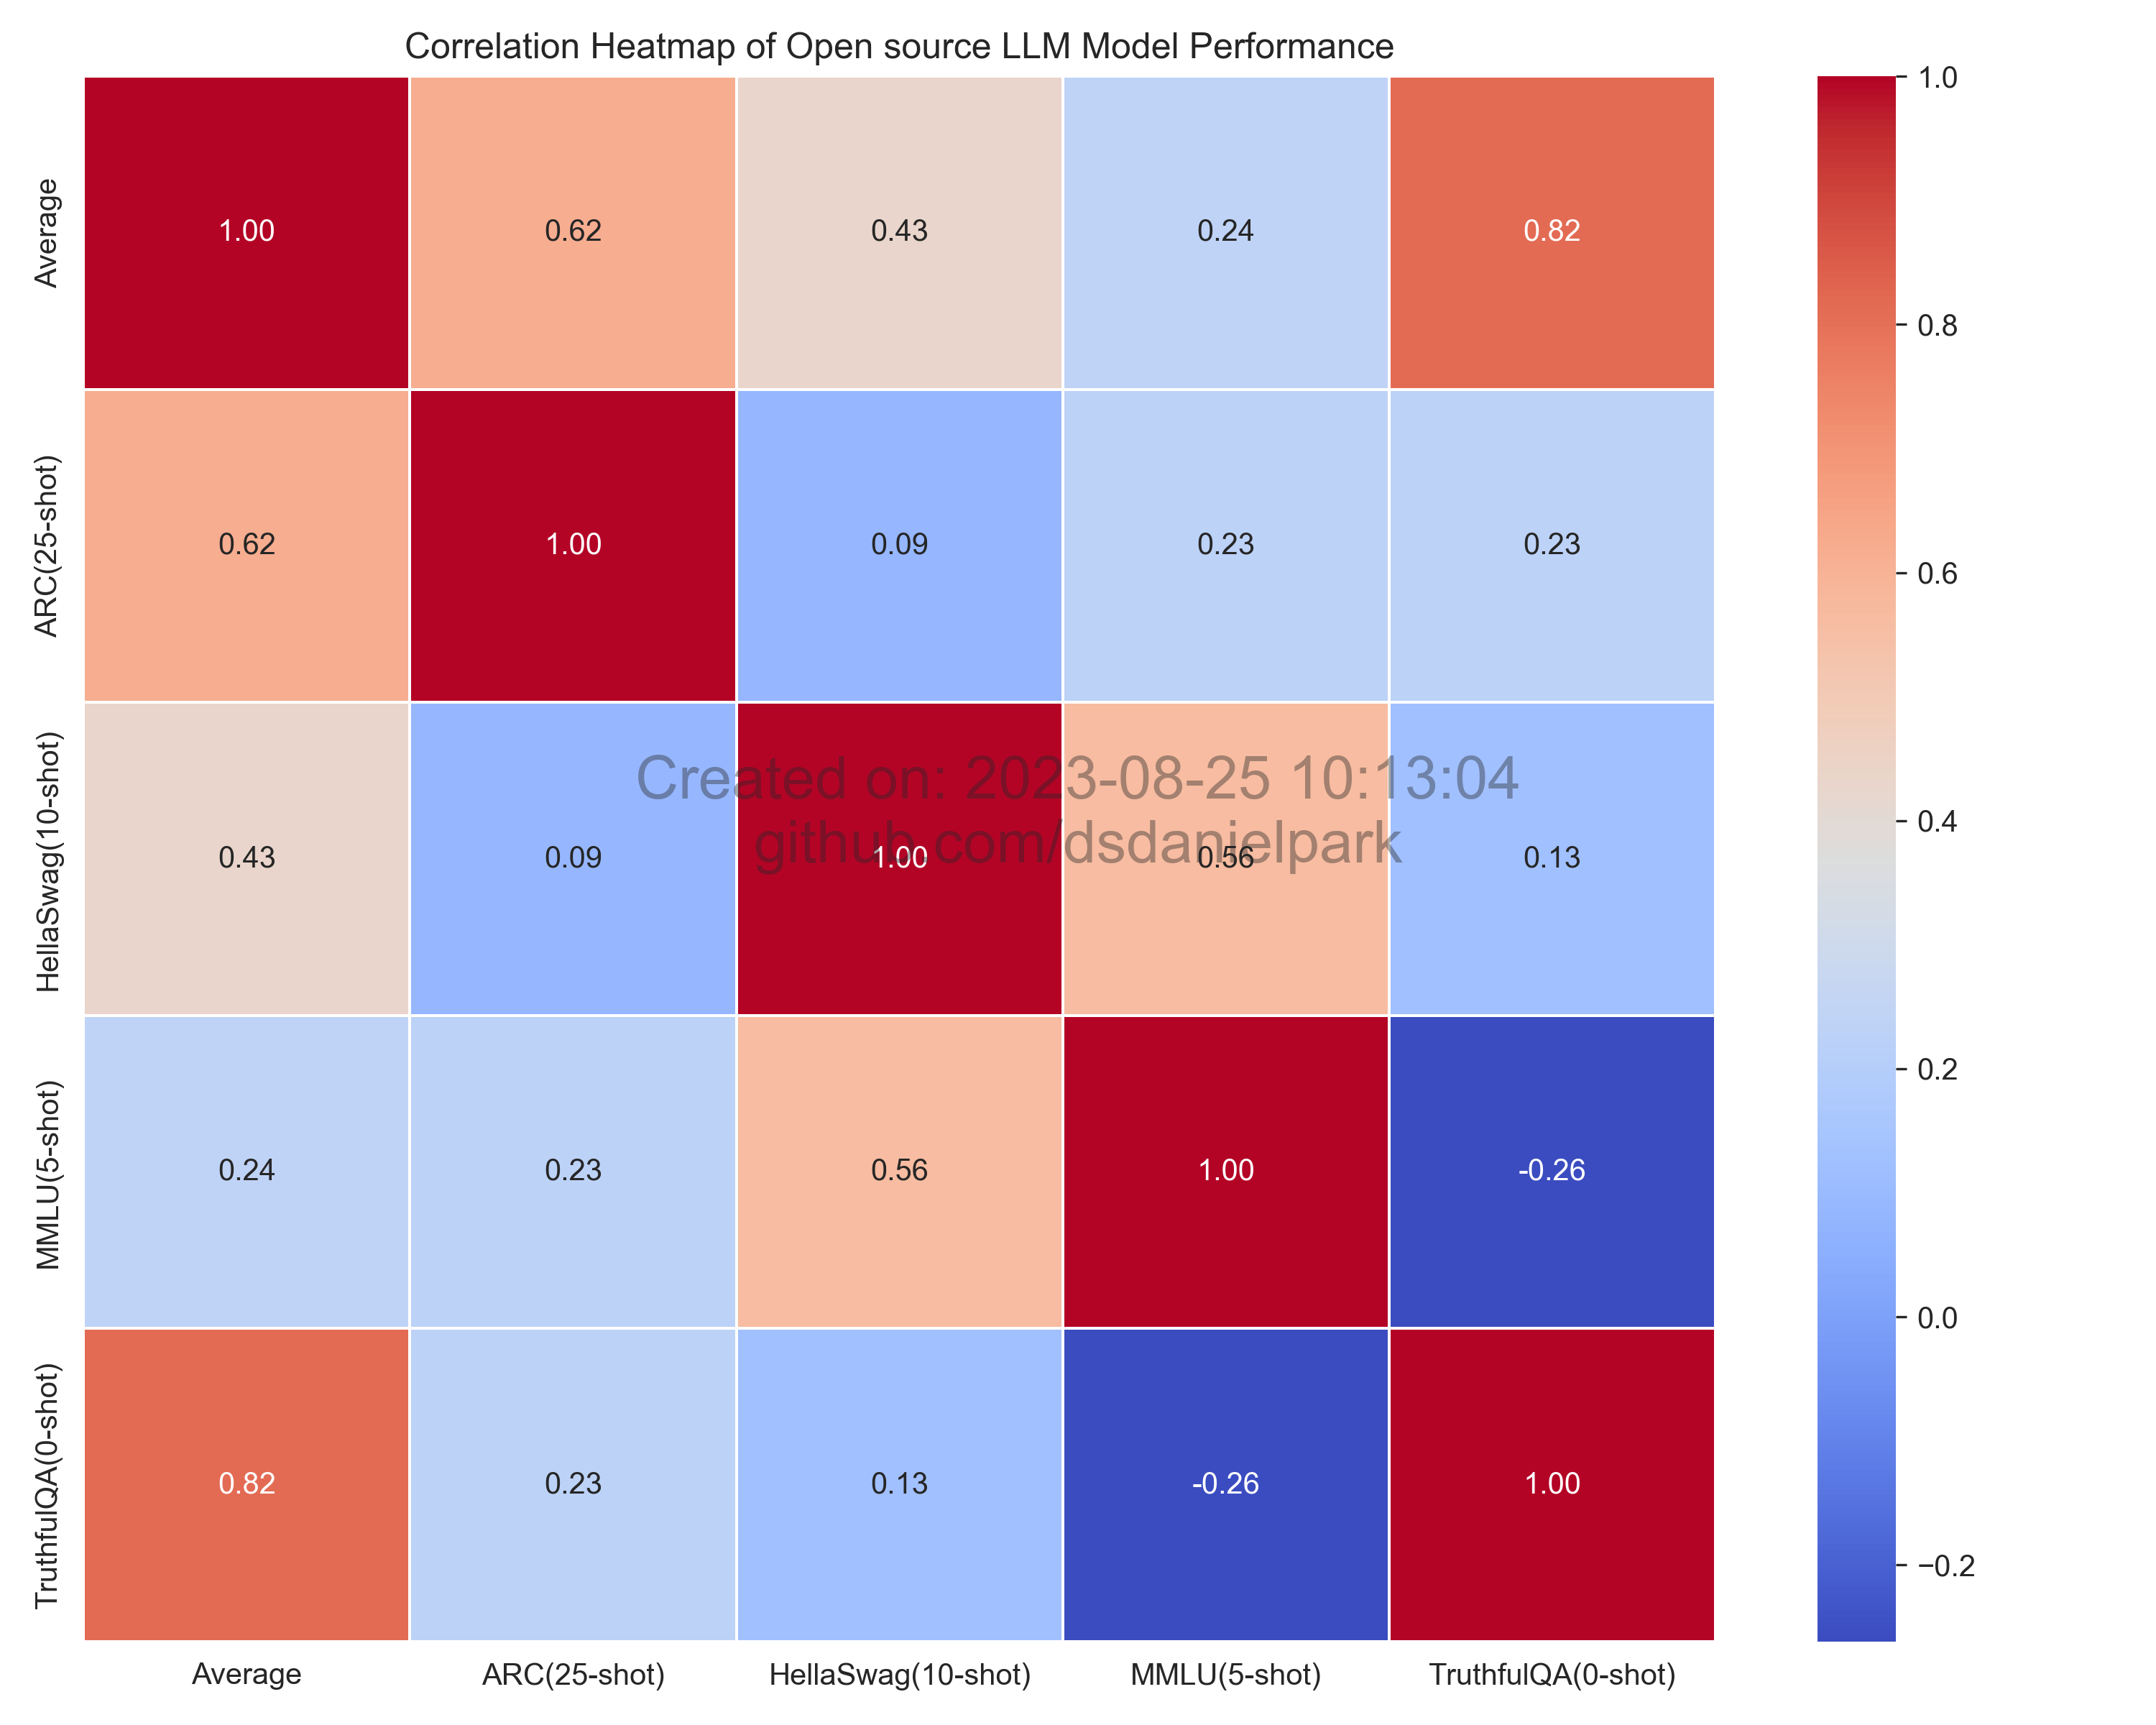 Correlation Heatmap of Open source LLM Model Performance
Average
1.00
0.62
0.43
0.24
0.82
ARC(25-shot)
0.62
1.00
0.09
0.23
0.23
HellaSwag(10-shot)
0.43
0.09
1.00
0.56
0.13
MMLU(5-shot)
0.24
0.23
0.56
1.00
-0.26
TruthfulQA(0-shot)
0.82
0.23
0.13
-0.26
1.00
Average
ARC(25-shot)
HellaSwag(10-shot)
MMLU(5-shot)
TruthfulQA(0-shot)
1.0
0.8
0.6
0.4
0.2
0.0
−0.2
Created on: 2023-08-25 10:13:04
github.com/dsdanielpark